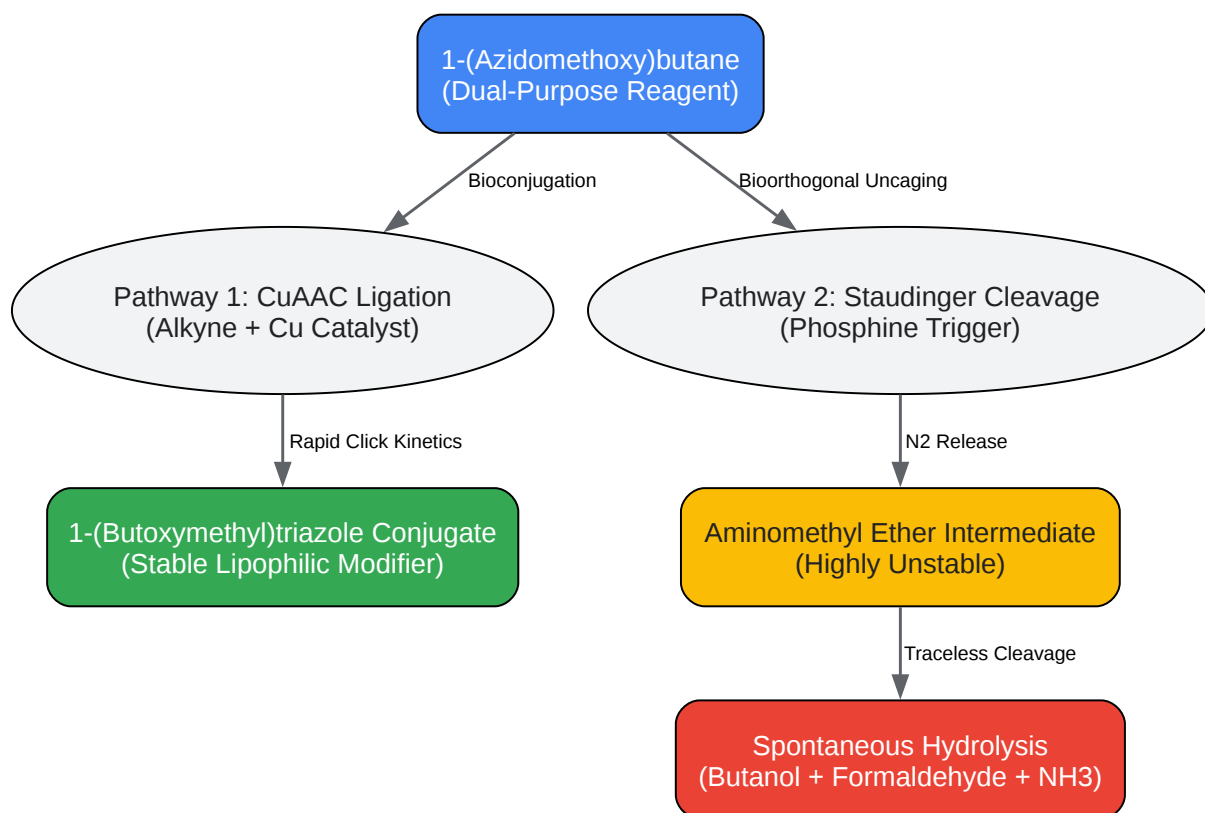 1-(Azidomethoxy)butane
(Dual-Purpose Reagent)
Bioconjugation
Bioorthogonal Uncaging
Pathway 1: CuAAC Ligation
(Alkyne + Cu Catalyst)
Pathway 2: Staudinger Cleavage
(Phosphine Trigger)
Rapid Click Kinetics
N2 Release
1-(Butoxymethyl)triazole Conjugate
(Stable Lipophilic Modifier)
Aminomethyl Ether Intermediate
(Highly Unstable)
Traceless Cleavage
Spontaneous Hydrolysis
(Butanol + Formaldehyde + NH3)